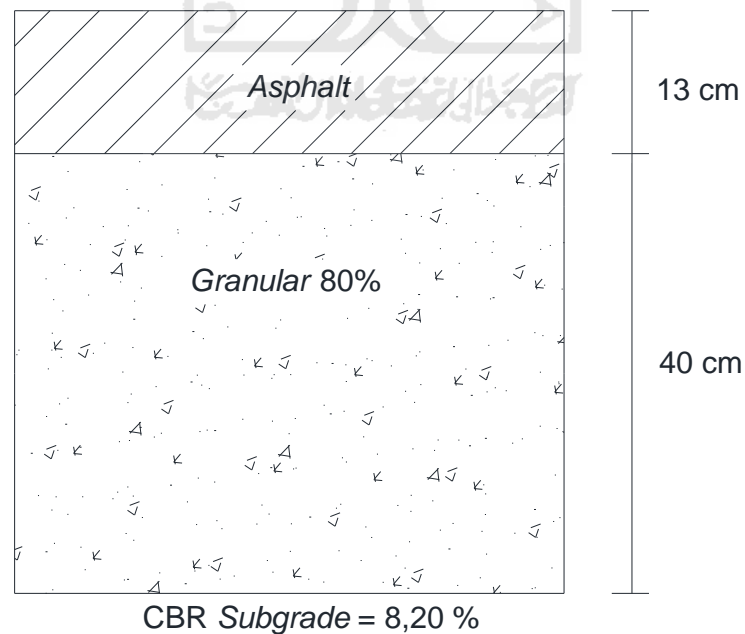 Asphalt
13 cm
Granular 80%
40 cm
CBR Subgrade = 8,20 %